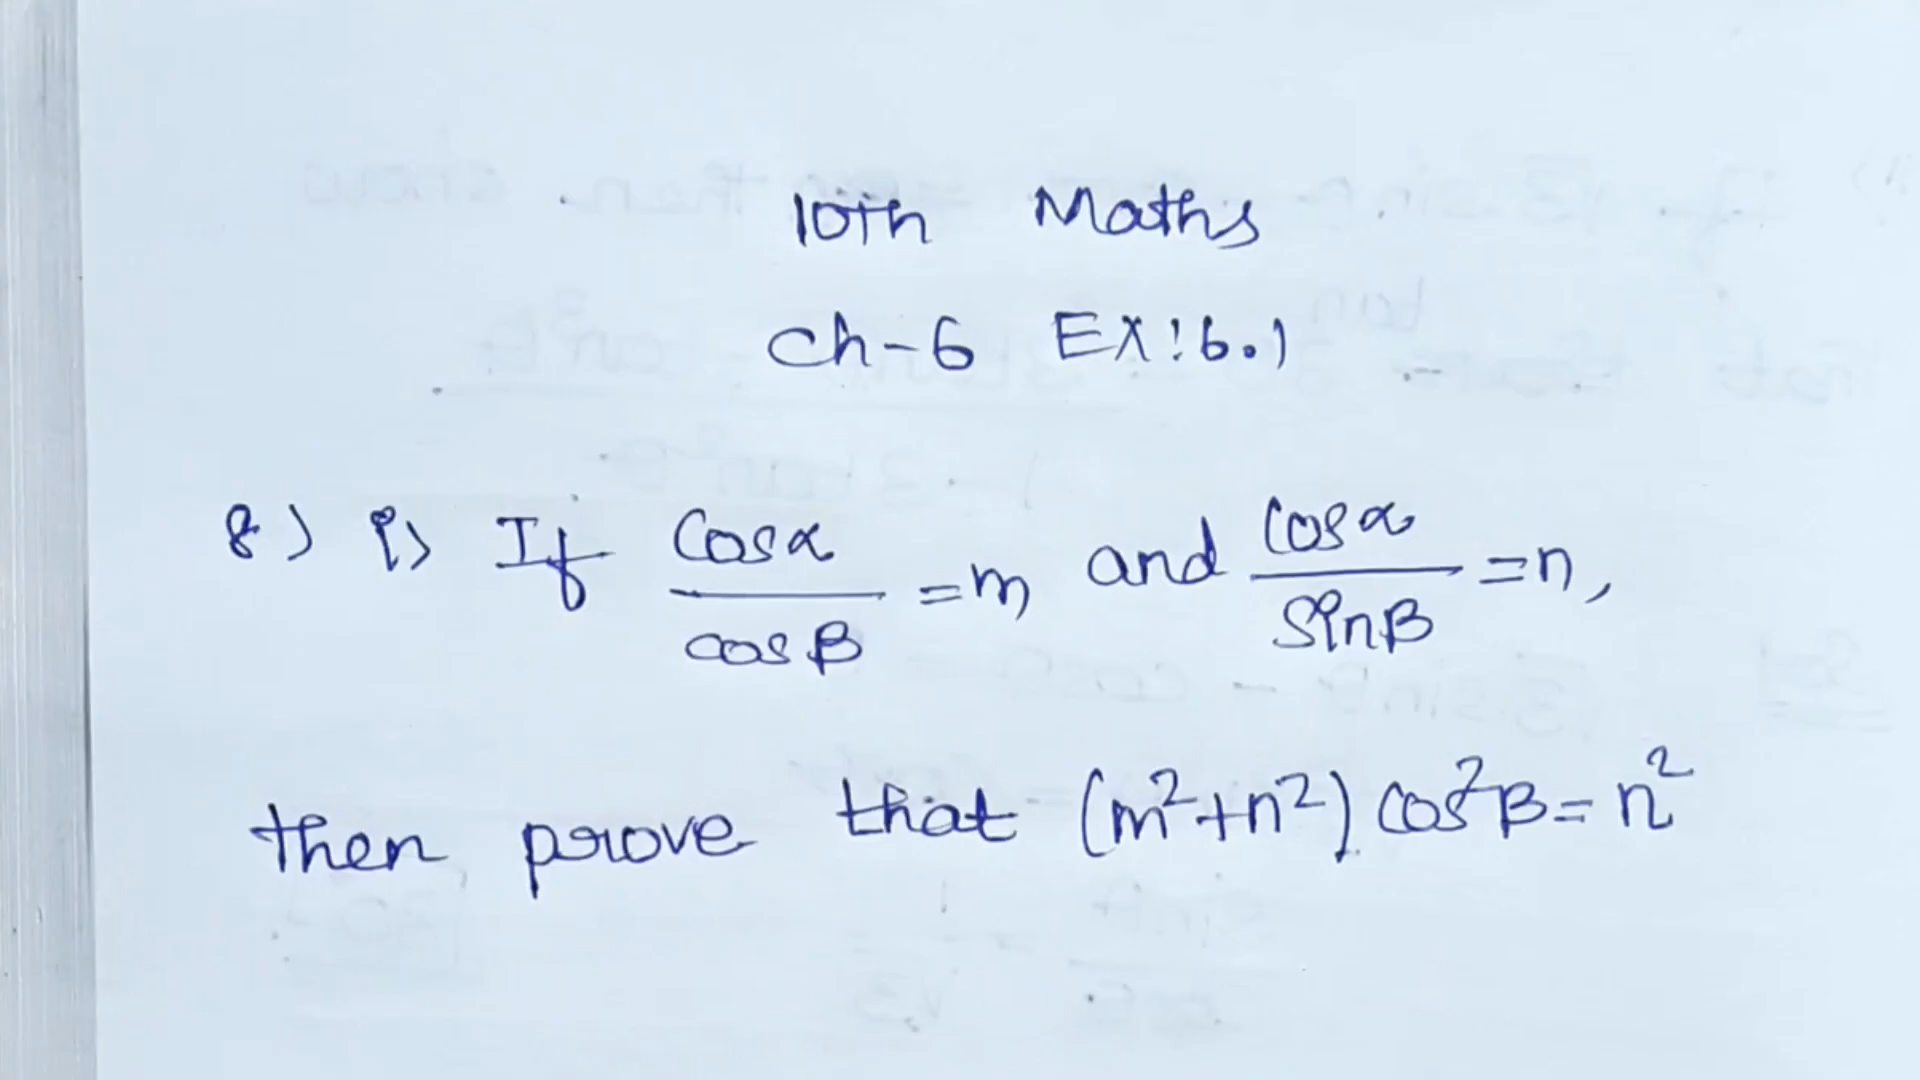 10th Maths
Ch-6 EX:6.1
8) i) If cosα/cosβ = m and cosα/sinβ = n,
then prove that (m²+n²) cos²β = n²